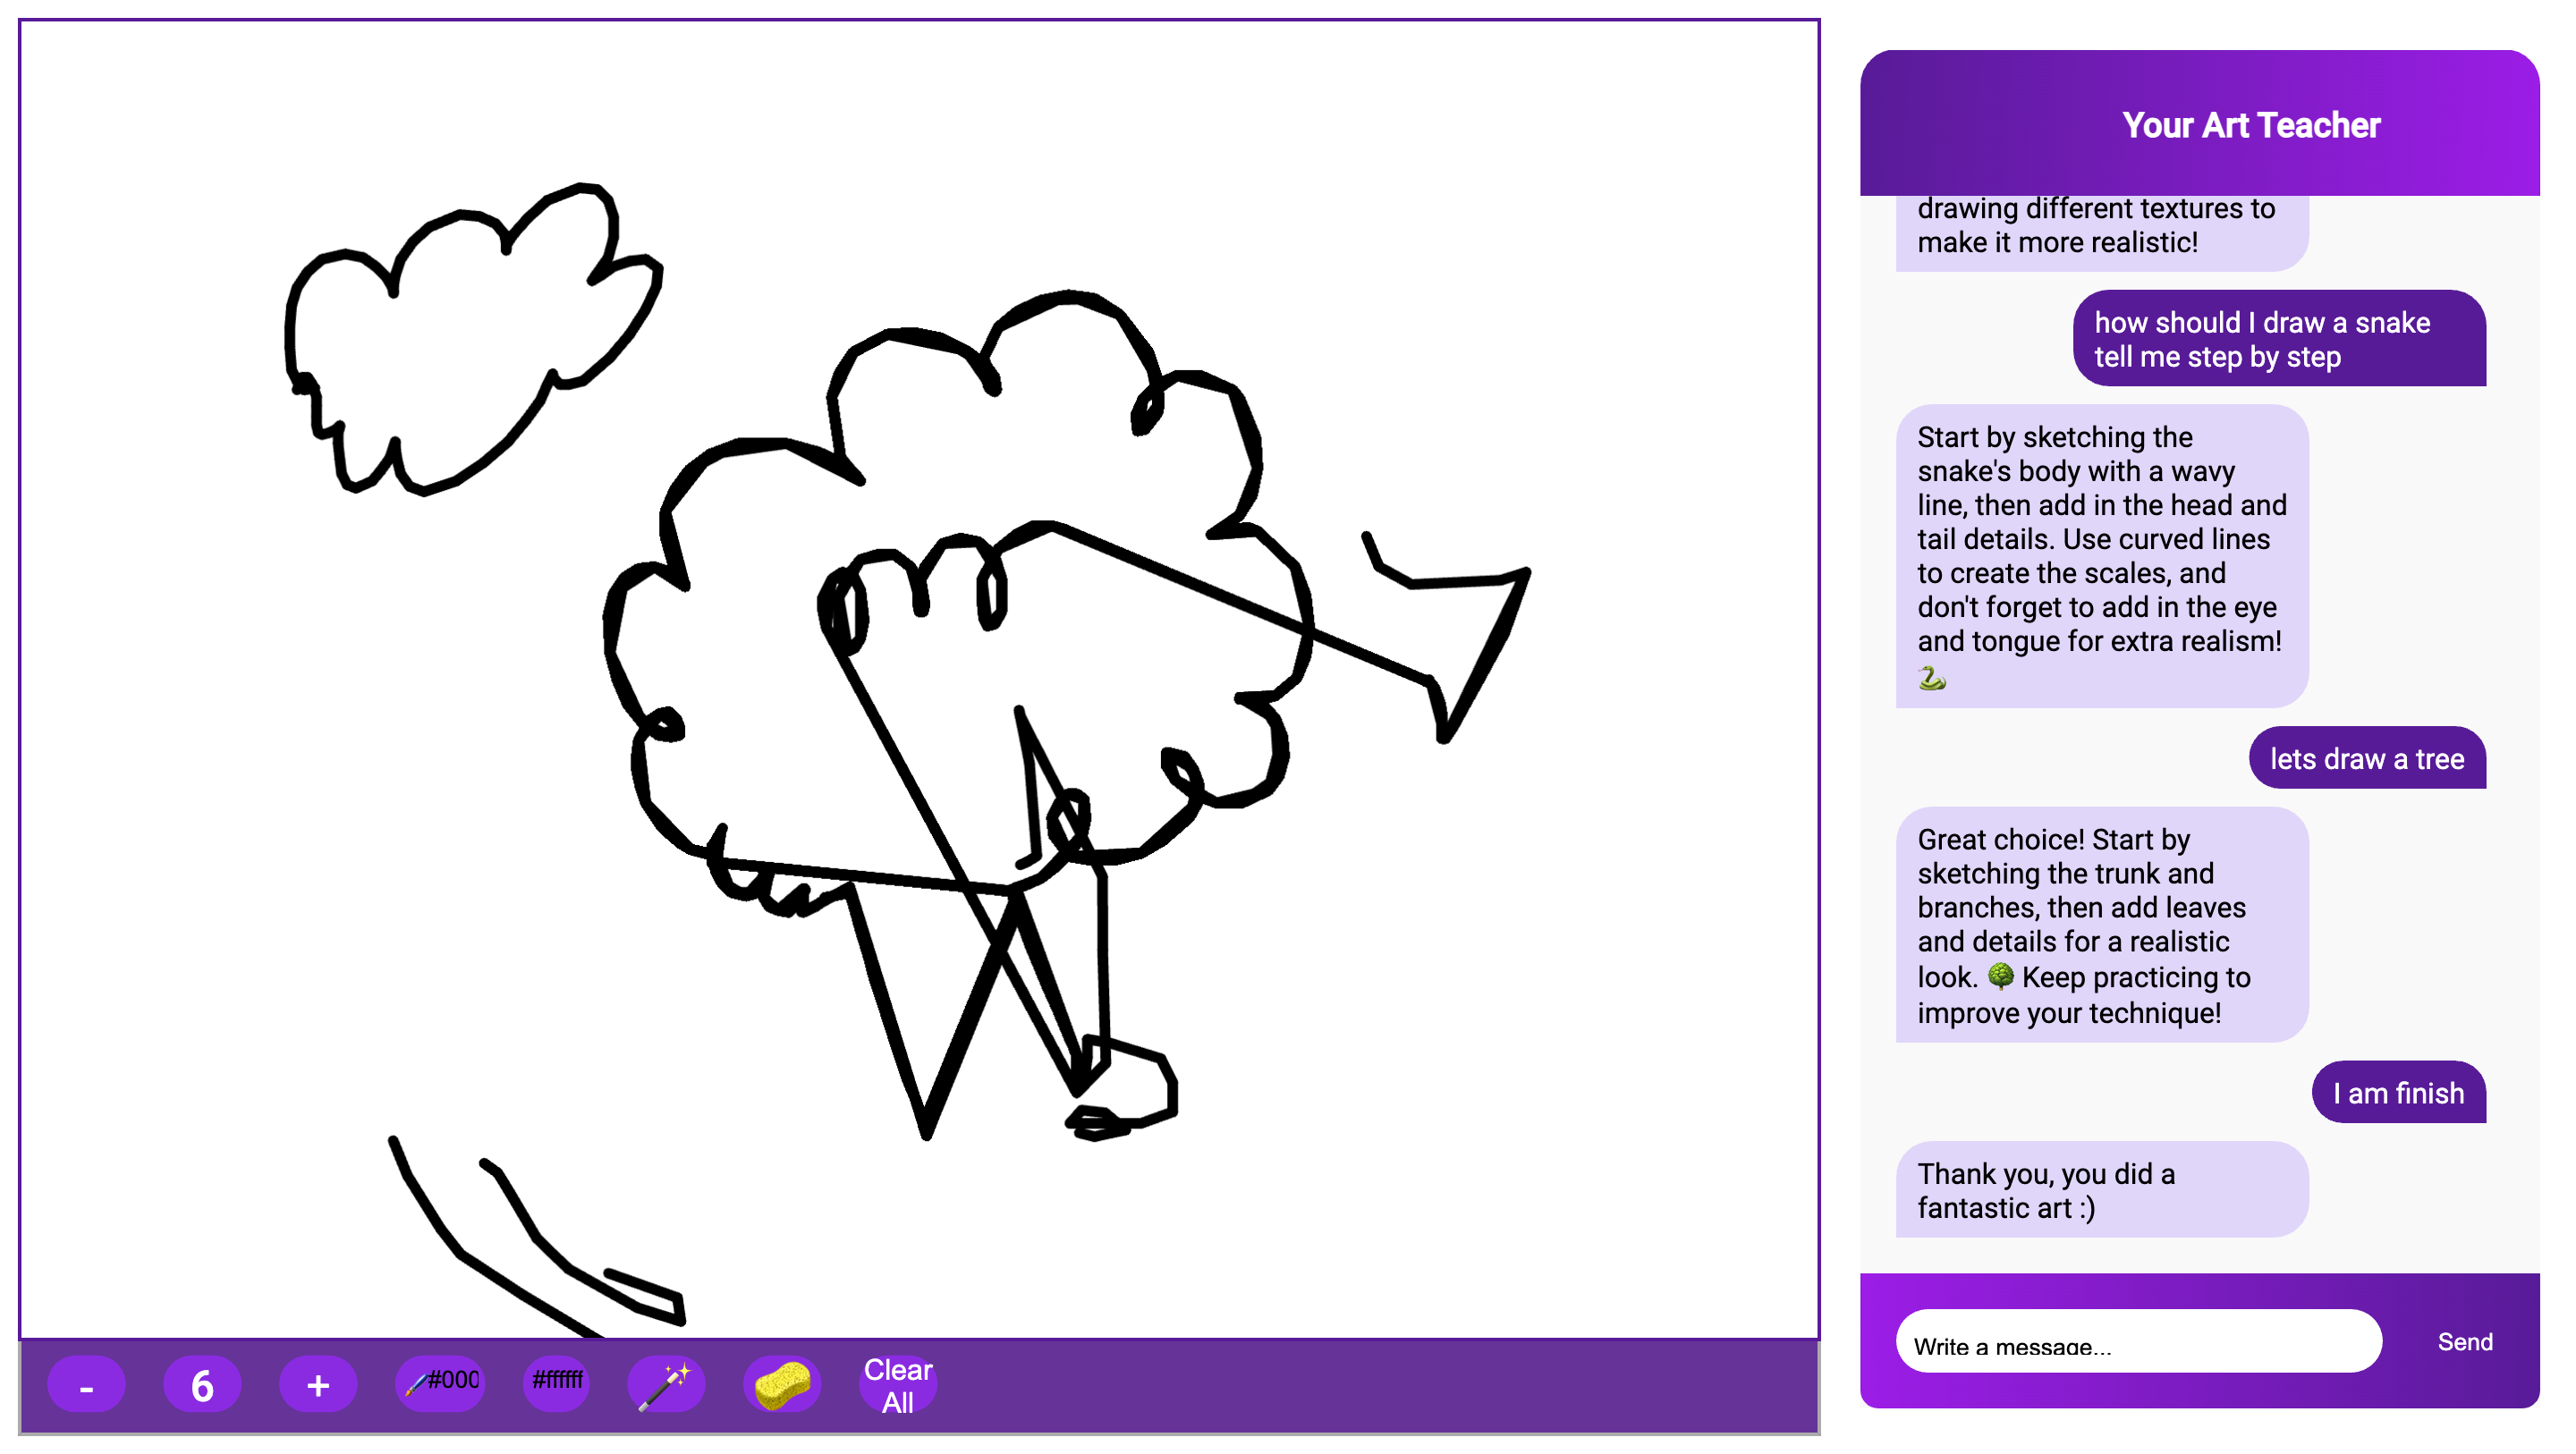 Your Art Teacher
drawing different textures to
make it more realistic!
how should I draw a snake
tell me step by step
Start by sketching the
snake's body with a wavy
line, then add in the head and
tail details. Use curved lines
to create the scales, and
don't forget to add in the eye
and tongue for extra realism!
🐍
lets draw a tree
Great choice! Start by
sketching the trunk and
branches, then add leaves
and details for a realistic
look. 🌳 Keep practicing to
improve your technique!
I am finish
Thank you, you did a
fantastic art :)
Write a message...
Send
- 6 + #000 #ffffff Clear
All